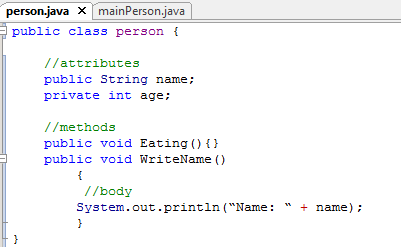 person.java x mainPerson.java
public class person {
//attributes
public String name;
private int age;
//methods
public void Eating(){}
public void WriteName()
{
//body
System.out.println(“Name: “ + name);
}
}